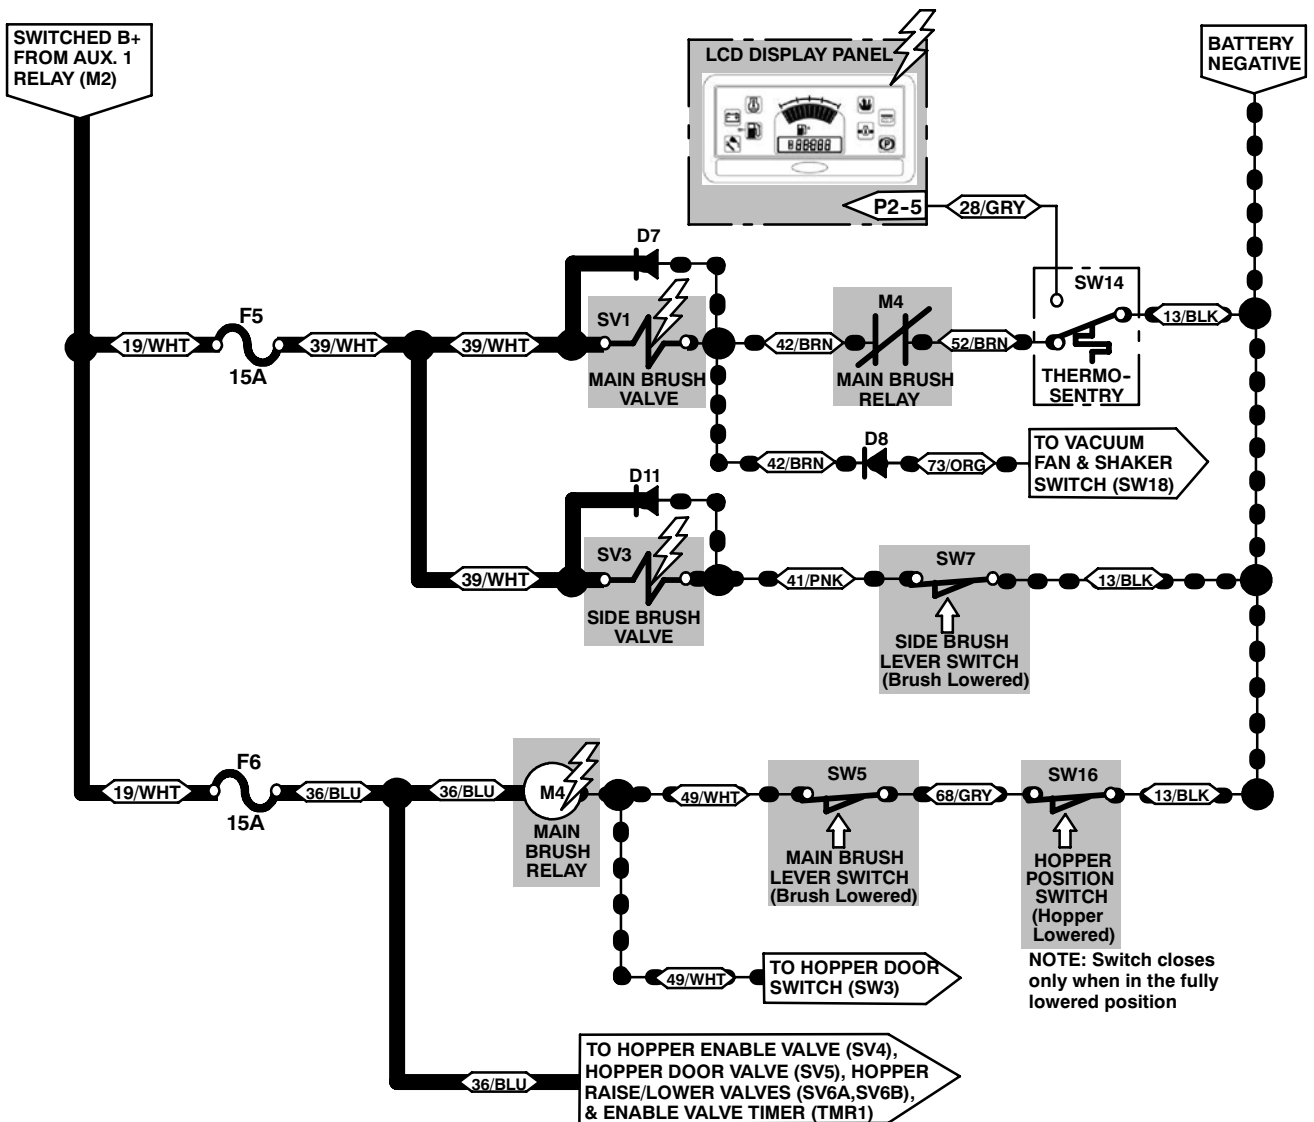 SWITCHED B+
FROM AUX. 1
RELAY (M2)
LCD DISPLAY PANEL
BATTERY
NEGATIVE
P2-5
28/GRY
D7
SW14
F5
SV1
M4
13/BLK
19/WHT
39/WHT
39/WHT
42/BRN
52/BRN
15A
MAIN BRUSH
VALVE
MAIN BRUSH
RELAY
THERMO-
SENTRY
D8
42/BRN
73/ORG
TO VACUUM
FAN & SHAKER
SWITCH (SW18)
D11
SV3
SW7
39/WHT
41/PNK
13/BLK
SIDE BRUSH
VALVE
SIDE BRUSH
LEVER SWITCH
(Brush Lowered)
F6
SW5
SW16
19/WHT
36/BLU
36/BLU
M4
49/WHT
68/GRY
13/BLK
15A
MAIN
BRUSH
RELAY
MAIN BRUSH
LEVER SWITCH
(Brush Lowered)
HOPPER
POSITION
SWITCH
(Hopper
Lowered)
NOTE: Switch closes
only when in the fully
lowered position
49/WHT
TO HOPPER DOOR
SWITCH (SW3)
36/BLU
TO HOPPER ENABLE VALVE (SV4),
HOPPER DOOR VALVE (SV5), HOPPER
RAISE/LOWER VALVES (SV6A,SV6B),
& ENABLE VALVE TIMER (TMR1)